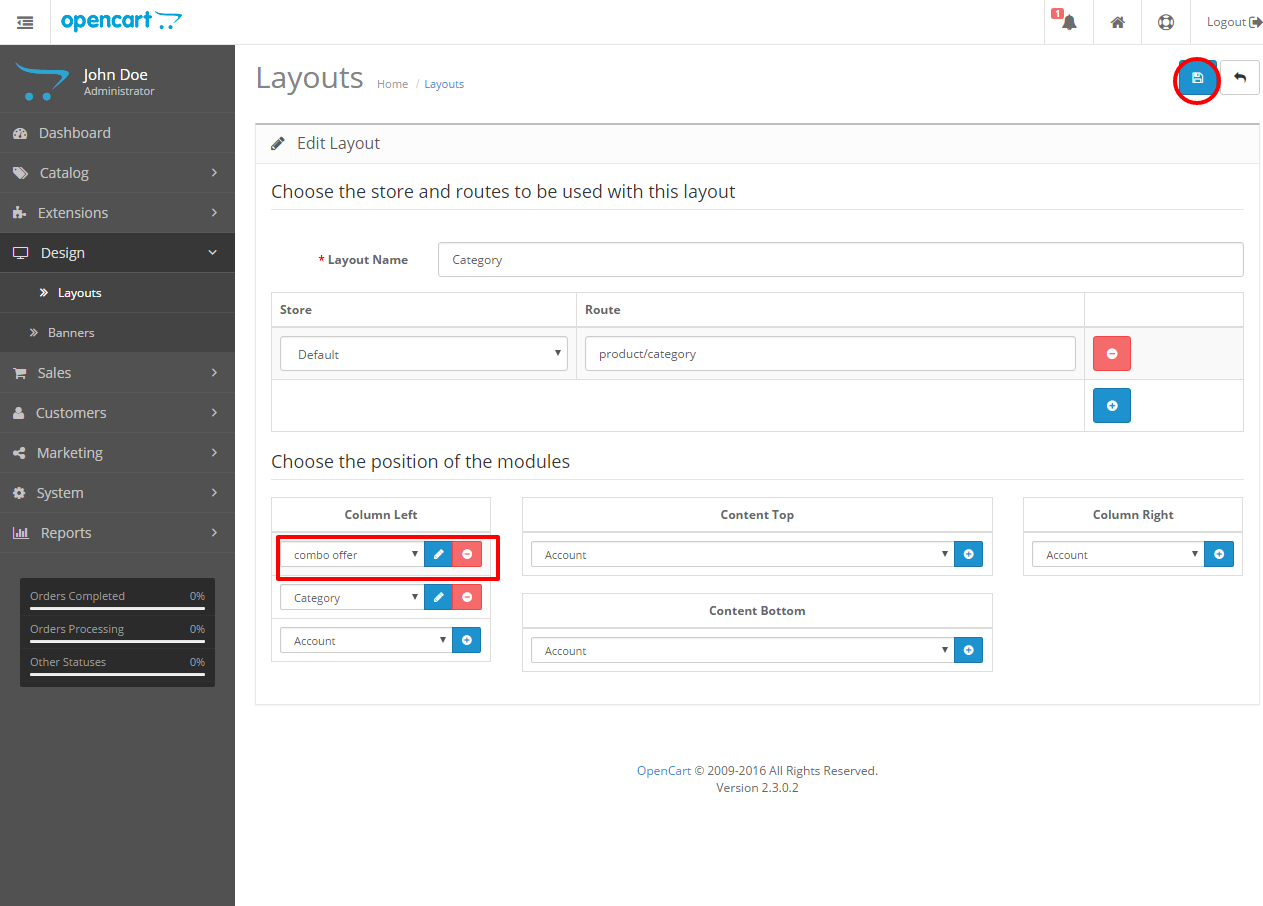 opencart
1
Logout
John Doe
Administrator
Dashboard
Catalog
Extensions
Design
Layouts
Banners
Sales
Customers
Marketing
System
Reports
Orders Completed 0%
Orders Processing 0%
Other Statuses 0%
Layouts Home / Layouts
Edit Layout
Choose the store and routes to be used with this layout
* Layout Name Category
Store Route
Default product/category
Choose the position of the modules
Column Left
combo offer
Category
Account
Content Top
Account
Content Bottom
Account
Column Right
Account
OpenCart © 2009-2016 All Rights Reserved.
Version 2.3.0.2